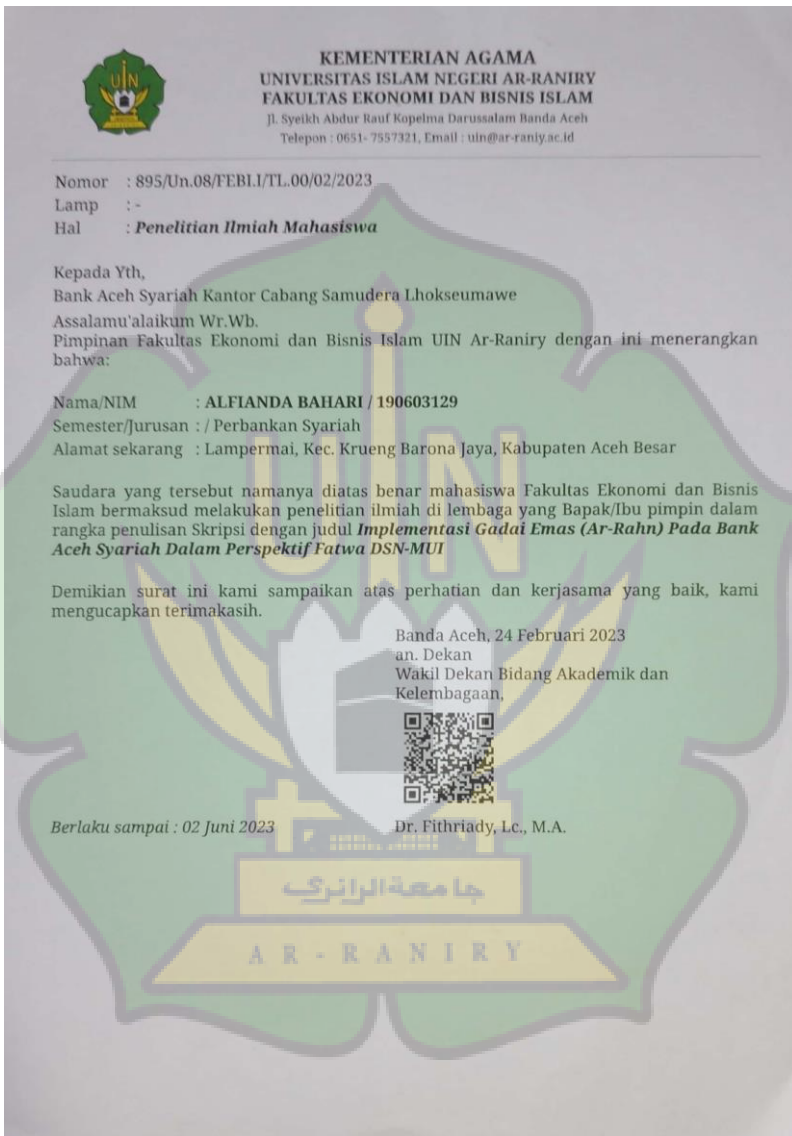 UIN
KEMENTERIAN AGAMA
UNIVERSITAS ISLAM NEGERI AR-RANIRY
FAKULTAS EKONOMI DAN BISNIS ISLAM
Jl. Syeikh Abdur Rauf Kopelma Darussalam Banda Aceh
Telepon : 0651- 7557321, Email : uin@ar-raniy.ac.id
Nomor : 895/Un.08/FEBI.I/TL.00/02/2023
Lamp : -
Hal : Penelitian Ilmiah Mahasiswa
Kepada Yth,
Bank Aceh Syariah Kantor Cabang Samudera Lhokseumawe
Assalamu'alaikum Wr.Wb.
Pimpinan Fakultas Ekonomi dan Bisnis Islam UIN Ar-Raniry dengan ini menerangkan
bahwa:
Nama/NIM : ALFIANDA BAHARI / 190603129
Semester/Jurusan : / Perbankan Syariah
Alamat sekarang : Lampermai, Kec. Krueng Barona Jaya, Kabupaten Aceh Besar
Saudara yang tersebut namanya diatas benar mahasiswa Fakultas Ekonomi dan Bisnis
Islam bermaksud melakukan penelitian ilmiah di lembaga yang Bapak/Ibu pimpin dalam
rangka penulisan Skripsi dengan judul Implementasi Gadai Emas (Ar-Rahn) Pada Bank
Aceh Syariah Dalam Perspektif Fatwa DSN-MUI
Demikian surat ini kami sampaikan atas perhatian dan kerjasama yang baik, kami
mengucapkan terimakasih.
Banda Aceh, 24 Februari 2023
an. Dekan
Wakil Dekan Bidang Akademik dan
Kelembagaan,
Berlaku sampai : 02 Juni 2023
Dr. Fithriady, Lc., M.A.
UIN
جامعة الرانرك
AR-RANIRY